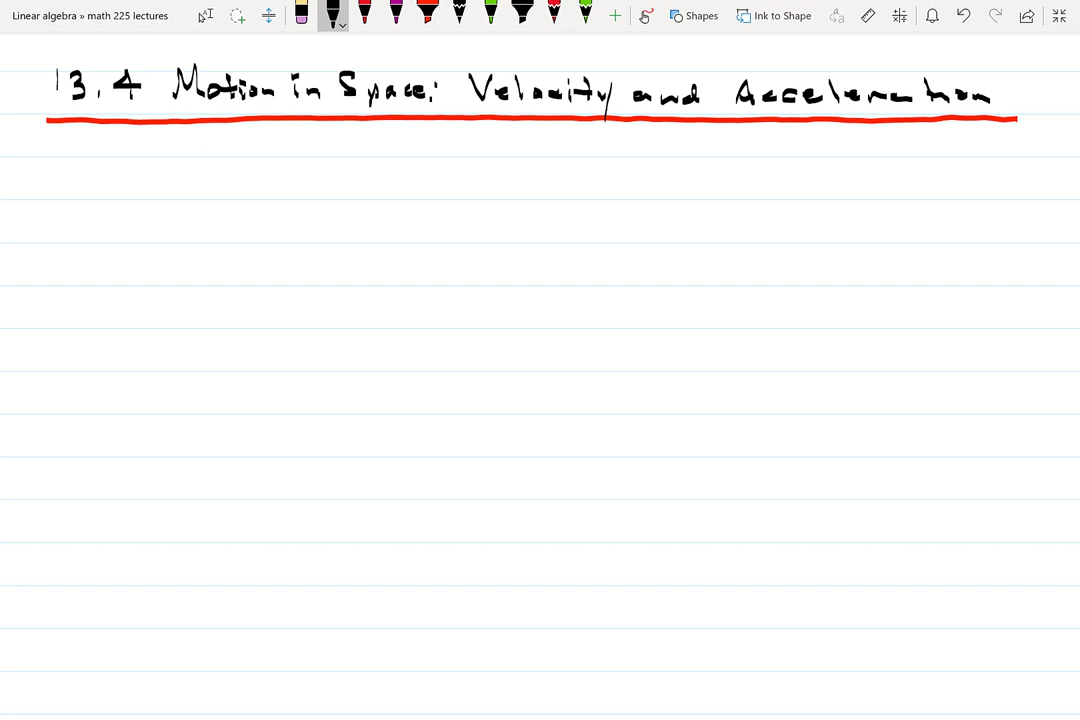 Linear algebra » math 225 lectures
Shapes
Ink to Shape
13.4 Motion in Space: Velocity and Acceleration